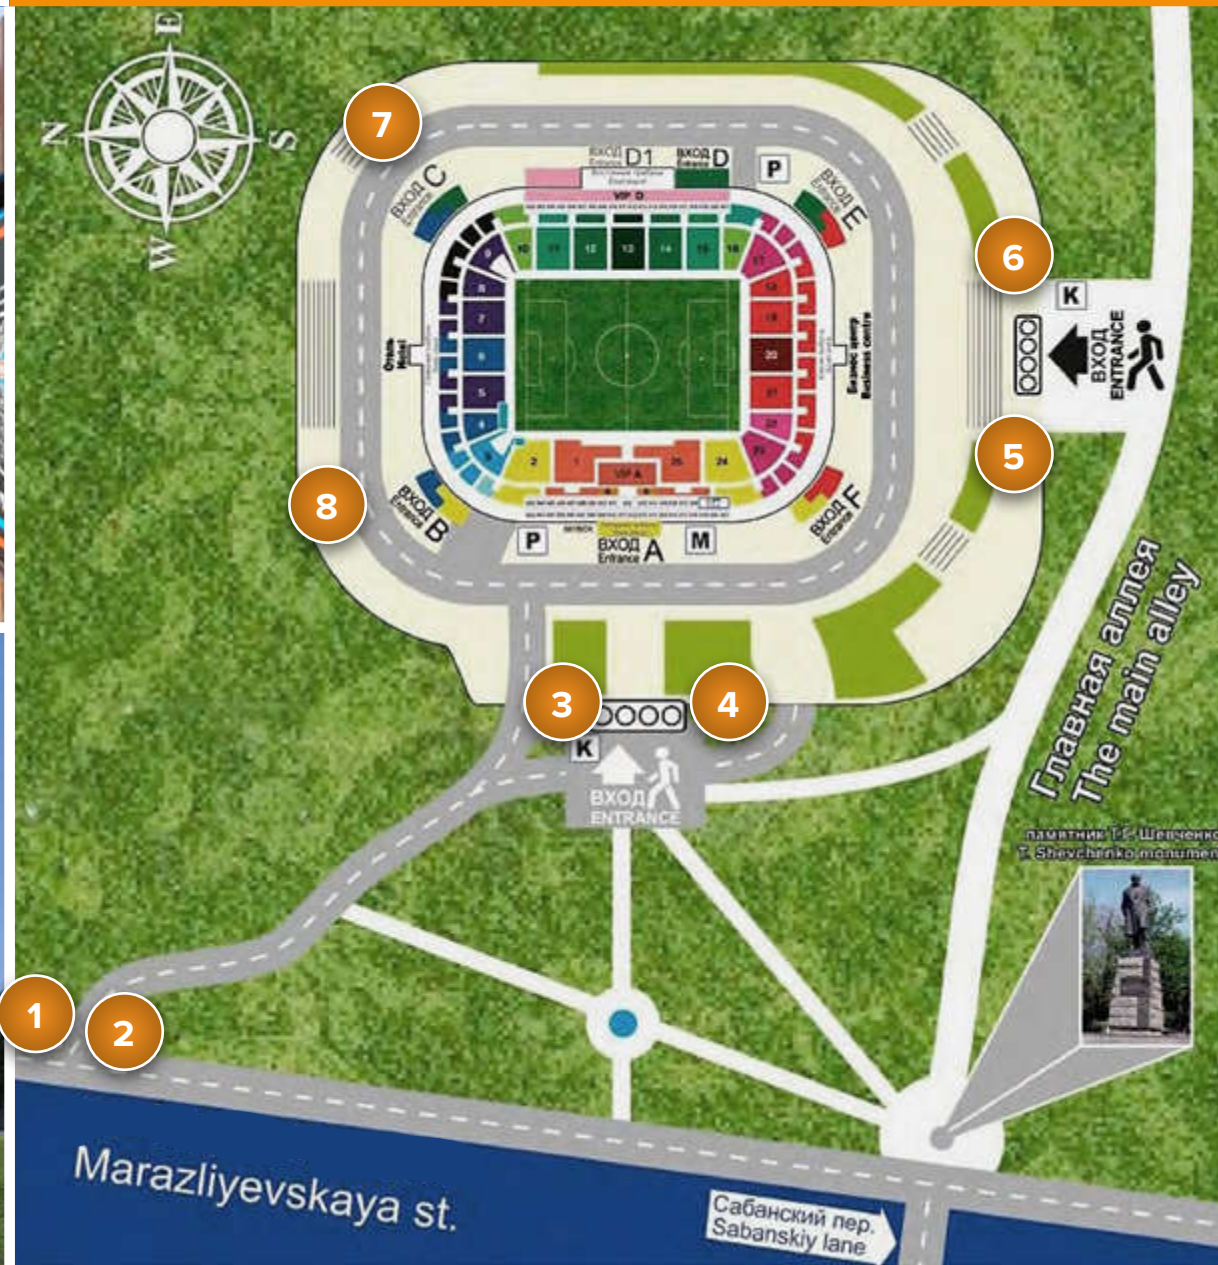 E
N
S
W
7
ВХОД
Entrance C
ВХОД
Entrance D1
ВХОД
Entrance D
P
ВХОД
Entrance E
VIP D
9
10
11
12
13
14
15
16
17
8
7
6
5
4
3
18
19
20
21
22
23
2
1
VIP A
25
24
Отель
Hotel
Бизнес центр
Business centre
6
K
ВХОД
ENTRANCE
5
8
ВХОД
Entrance B
P
ВХОД
Entrance A
M
ВХОД
Entrance F
3
4
K
ВХОД
ENTRANCE
Главная аллея
The main alley
памятник Т.Г. Шевченко
T. Shevchenko monument
1
2
Marazliyevskaya st.
Сабанский пер.
Sabanskiy lane